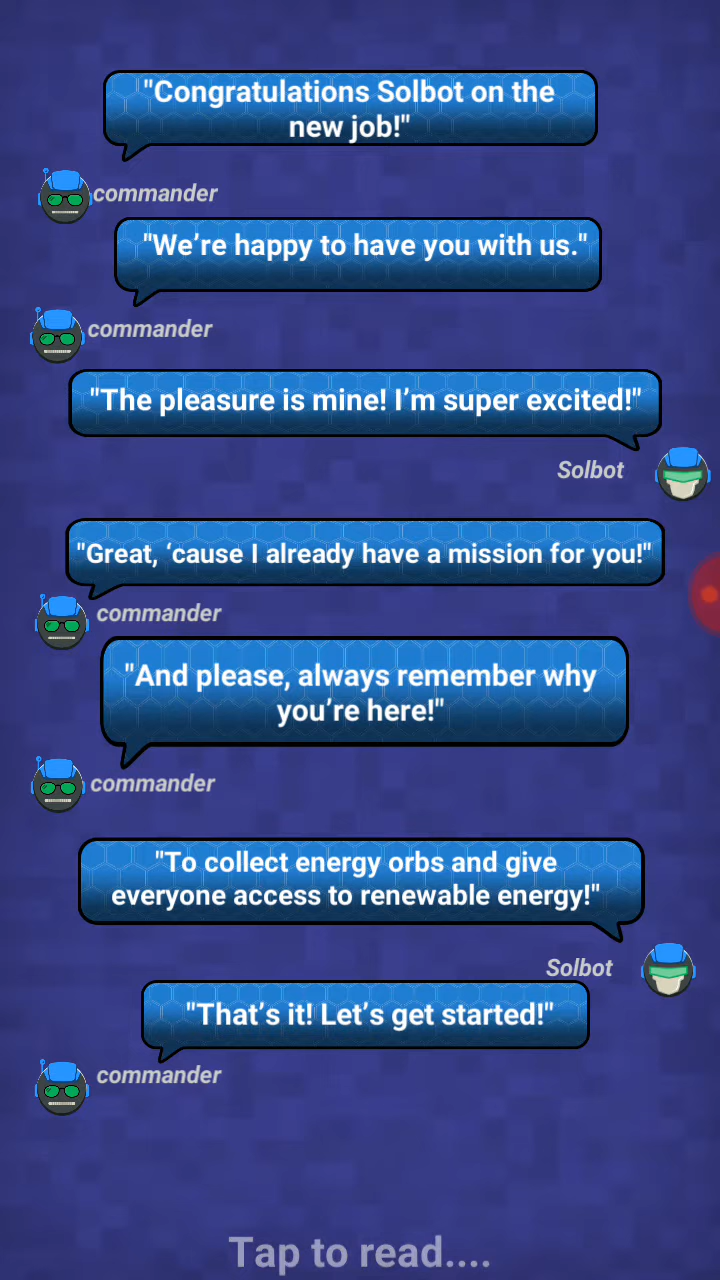 "Congratulations Solbot on the
new job!"
commander
"We’re happy to have you with us."
commander
"The pleasure is mine! I’m super excited!"
Solbot
"Great, ‘cause I already have a mission for you!"
commander
"And please, always remember why
you’re here!"
commander
"To collect energy orbs and give
everyone access to renewable energy!"
Solbot
"That’s it! Let’s get started!"
commander
Tap to read....